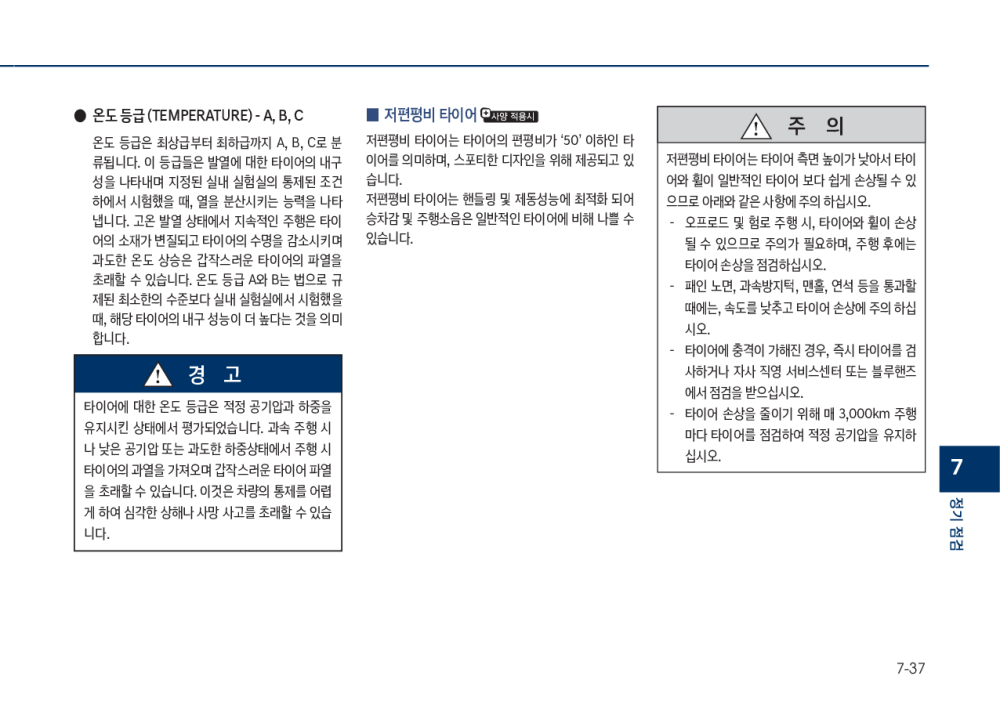 ● 온도 등급 (TEMPERATURE) - A, B, C
온도 등급은 최상급부터 최하급까지 A, B, C로 분
류됩니다. 이 등급들은 발열에 대한 타이어의 내구
성을 나타내며 지정된 실내 실험실의 통제된 조건
하에서 시험했을 때, 열을 분산시키는 능력을 나타
냅니다. 고온 발열 상태에서 지속적인 주행은 타이
어의 소재가 변질되고 타이어의 수명을 감소시키며
과도한 온도 상승은 갑작스러운 타이어의 파열을
초래할 수 있습니다. 온도 등급 A와 B는 법으로 규
제된 최소한의 수준보다 실내 실험실에서 시험했을
때, 해당 타이어의 내구 성능이 더 높다는 것을 의미
합니다.
경 고
타이어에 대한 온도 등급은 적정 공기압과 하중을
유지시킨 상태에서 평가되었습니다. 과속 주행 시
나 낮은 공기압 또는 과도한 하중상태에서 주행 시
타이어의 과열을 가져오며 갑작스러운 타이어 파열
을 초래할 수 있습니다. 이것은 차량의 통제를 어렵
게 하여 심각한 상해나 사망 사고를 초래할 수 있습
니다.
■ 저편평비 타이어 사양 적용시
저편평비 타이어는 타이어의 편평비가 ‘50’ 이하인 타
이어를 의미하며, 스포티한 디자인을 위해 제공되고 있
습니다.
저편평비 타이어는 핸들링 및 제동성능에 최적화 되어
승차감 및 주행소음은 일반적인 타이어에 비해 나쁠 수
있습니다.
주 의
저편평비 타이어는 타이어 측면 높이가 낮아서 타이
어와 휠이 일반적인 타이어 보다 쉽게 손상될 수 있
으므로 아래와 같은 사항에 주의 하십시오.
- 오프로드 및 험로 주행 시, 타이어와 휠이 손상
될 수 있으므로 주의가 필요하며, 주행 후에는
타이어 손상을 점검하십시오.
- 패인 노면, 과속방지턱, 맨홀, 연석 등을 통과할
때에는, 속도를 낮추고 타이어 손상에 주의 하십
시오.
- 타이어에 충격이 가해진 경우, 즉시 타이어를 검
사하거나 자사 직영 서비스센터 또는 블루핸즈
에서 점검을 받으십시오.
- 타이어 손상을 줄이기 위해 매 3,000km 주행
마다 타이어를 점검하여 적정 공기압을 유지하
십시오.
7
정기 점검
7-37